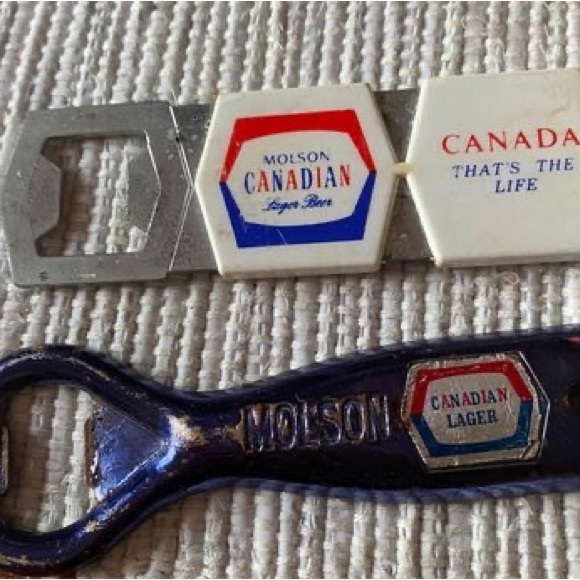 MOLSON
CANADIAN
Lager Beer
CANADA
THAT'S THE
LIFE
MOLSON
CANADIAN
LAGER